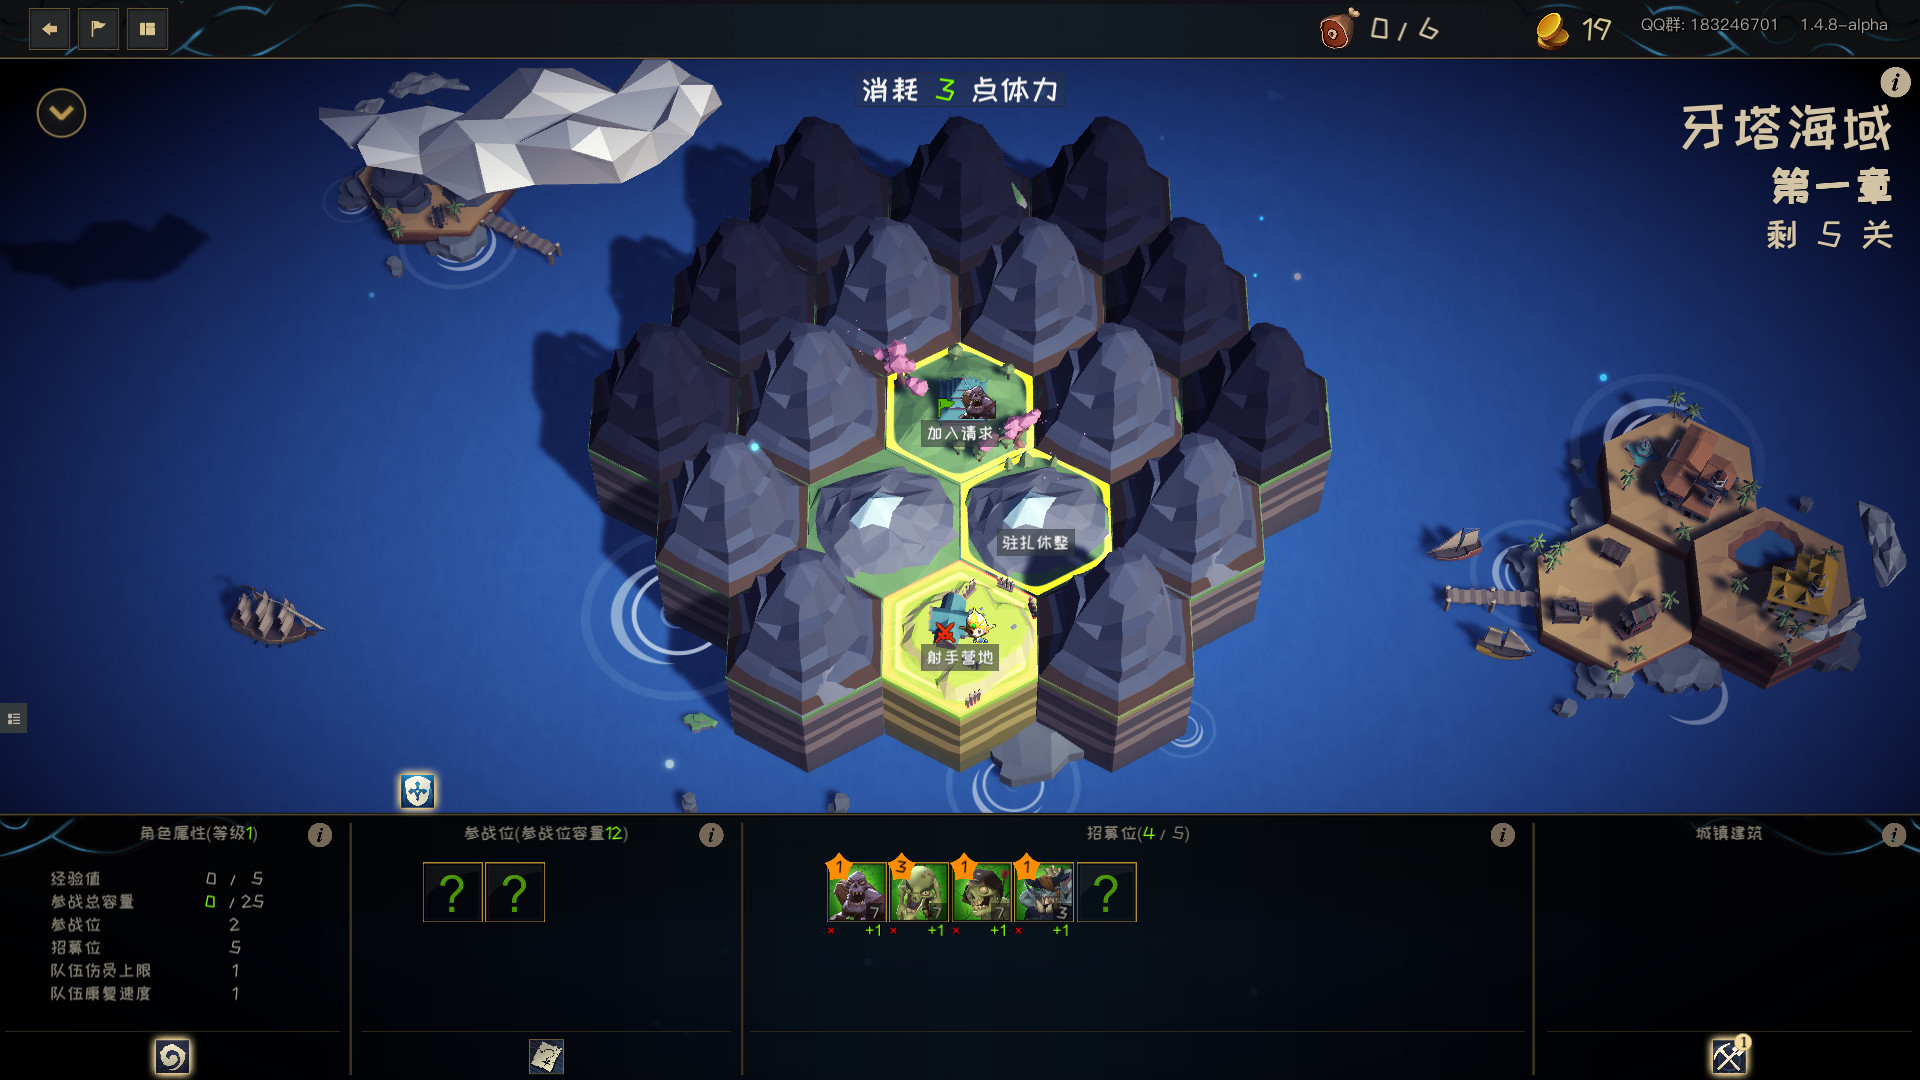 0 / 6
19
QQ群: 183246701
1.4.8-alpha
消耗 3 点体力
牙塔海域
第一章
剩 5 关
加入请求
驻扎休整
射手营地
角色属性(等级1)
经验值 0 / 5
参战总容量 0 / 25
参战位 2
招募位 5
队伍伤员上限 1
队伍康复速度 1
参战位(参战位容量12)
? ?
招募位(4 / 5)
1 3 1 1
7 7 7 3 ?
× +1 × +1 × +1 × +1
城镇建筑
1